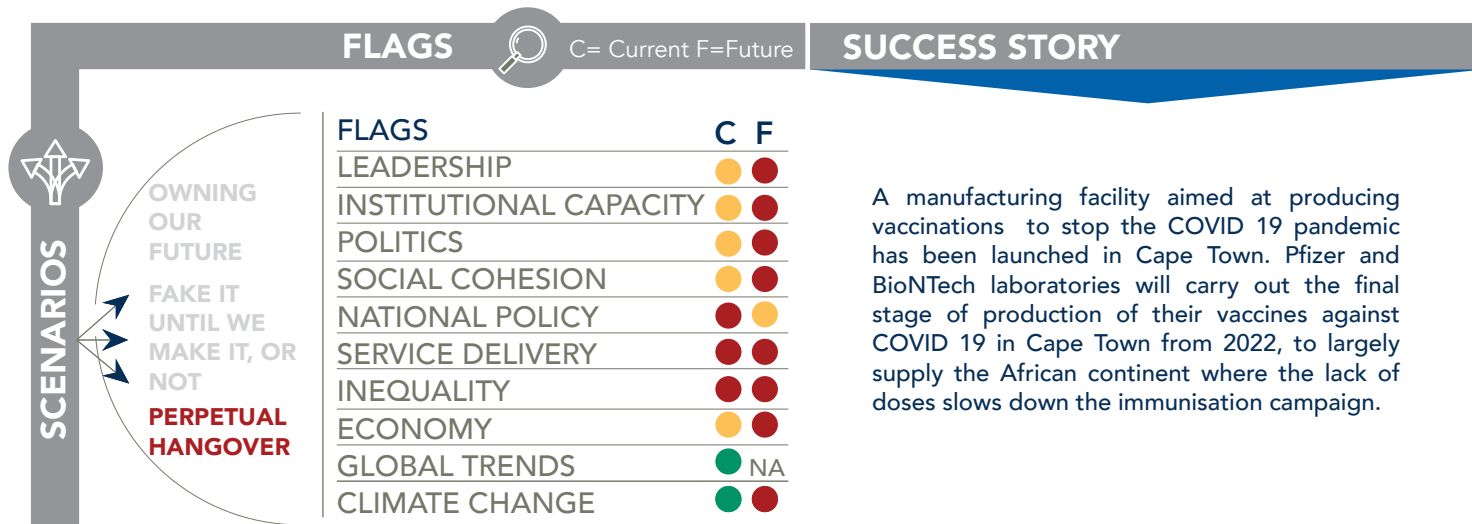 FLAGS
C= Current F=Future
SUCCESS STORY
SCENARIOS
OWNING
OUR
FUTURE
FAKE IT
UNTIL WE
MAKE IT, OR
NOT
PERPETUAL
HANGOVER
FLAGS C F
LEADERSHIP
INSTITUTIONAL CAPACITY
POLITICS
SOCIAL COHESION
NATIONAL POLICY
SERVICE DELIVERY
INEQUALITY
ECONOMY
GLOBAL TRENDS NA
CLIMATE CHANGE
A manufacturing facility aimed at producing
vaccinations to stop the COVID 19 pandemic
has been launched in Cape Town. Pfizer and
BioNTech laboratories will carry out the final
stage of production of their vaccines against
COVID 19 in Cape Town from 2022, to largely
supply the African continent where the lack of
doses slows down the immunisation campaign.